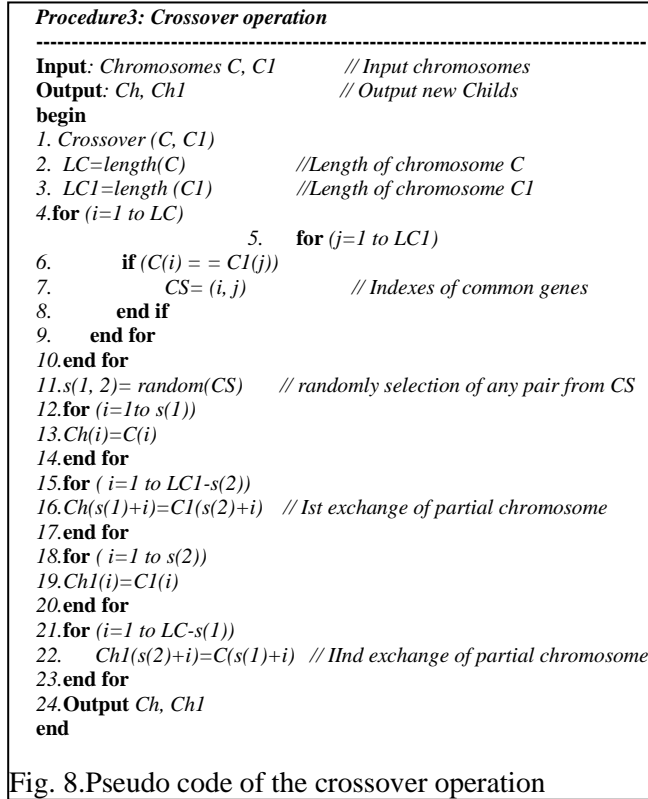 Procedure3: Crossover operation
--------------------------------------------------------------------------------------
Input: Chromosomes C, C1 // Input chromosomes
Output: Ch, Ch1 // Output new Childs
begin
1. Crossover (C, C1)
2. LC=length(C) //Length of chromosome C
3. LC1=length (C1) //Length of chromosome C1
4.for (i=1 to LC)
5. for (j=1 to LC1)
6. if (C(i) = = C1(j))
7. CS= (i, j) // Indexes of common genes
8. end if
9. end for
10.end for
11.s(1, 2)= random(CS) // randomly selection of any pair from CS
12.for (i=1to s(1))
13.Ch(i)=C(i)
14.end for
15.for ( i=1 to LC1-s(2))
16.Ch(s(1)+i)=C1(s(2)+i) // Ist exchange of partial chromosome
17.end for
18.for ( i=1 to s(2))
19.Ch1(i)=C1(i)
20.end for
21.for (i=1 to LC-s(1))
22. Ch1(s(2)+i)=C(s(1)+i) // IInd exchange of partial chromosome
23.end for
24.Output Ch, Ch1
end
Fig. 8.Pseudo code of the crossover operation